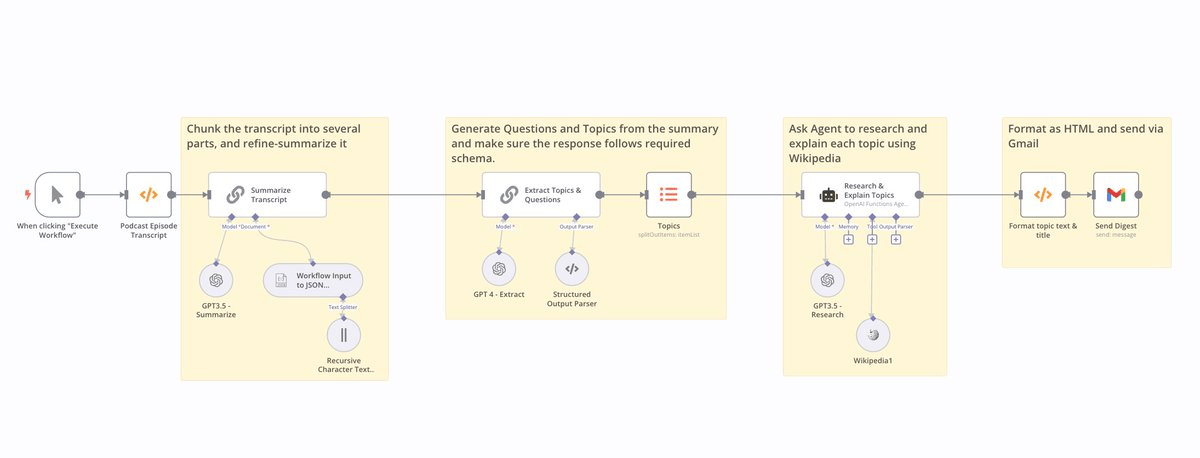 Chunk the transcript into several
parts, and refine-summarize it
Generate Questions and Topics from the summary
and make sure the response follows required
schema.
Ask Agent to research and
explain each topic using
Wikipedia
Format as HTML and send via
Gmail
When clicking "Execute
Workflow"
Podcast Episode
Transcript
Summarize
Transcript
Model *
Document *
GPT3.5 -
Summarize
Workflow Input
to JSON...
Text Splitter
Recursive
Character Text..
Extract Topics &
Questions
Model *
Output Parser
GPT 4 - Extract
Structured
Output Parser
Topics
splitOutItems: itemList
Research &
Explain Topics
OpenAI Functions Age...
Model *
Memory
Tool
Output Parser
GPT3.5 -
Research
Wikipedia1
Format topic text &
title
Send Digest
send: message